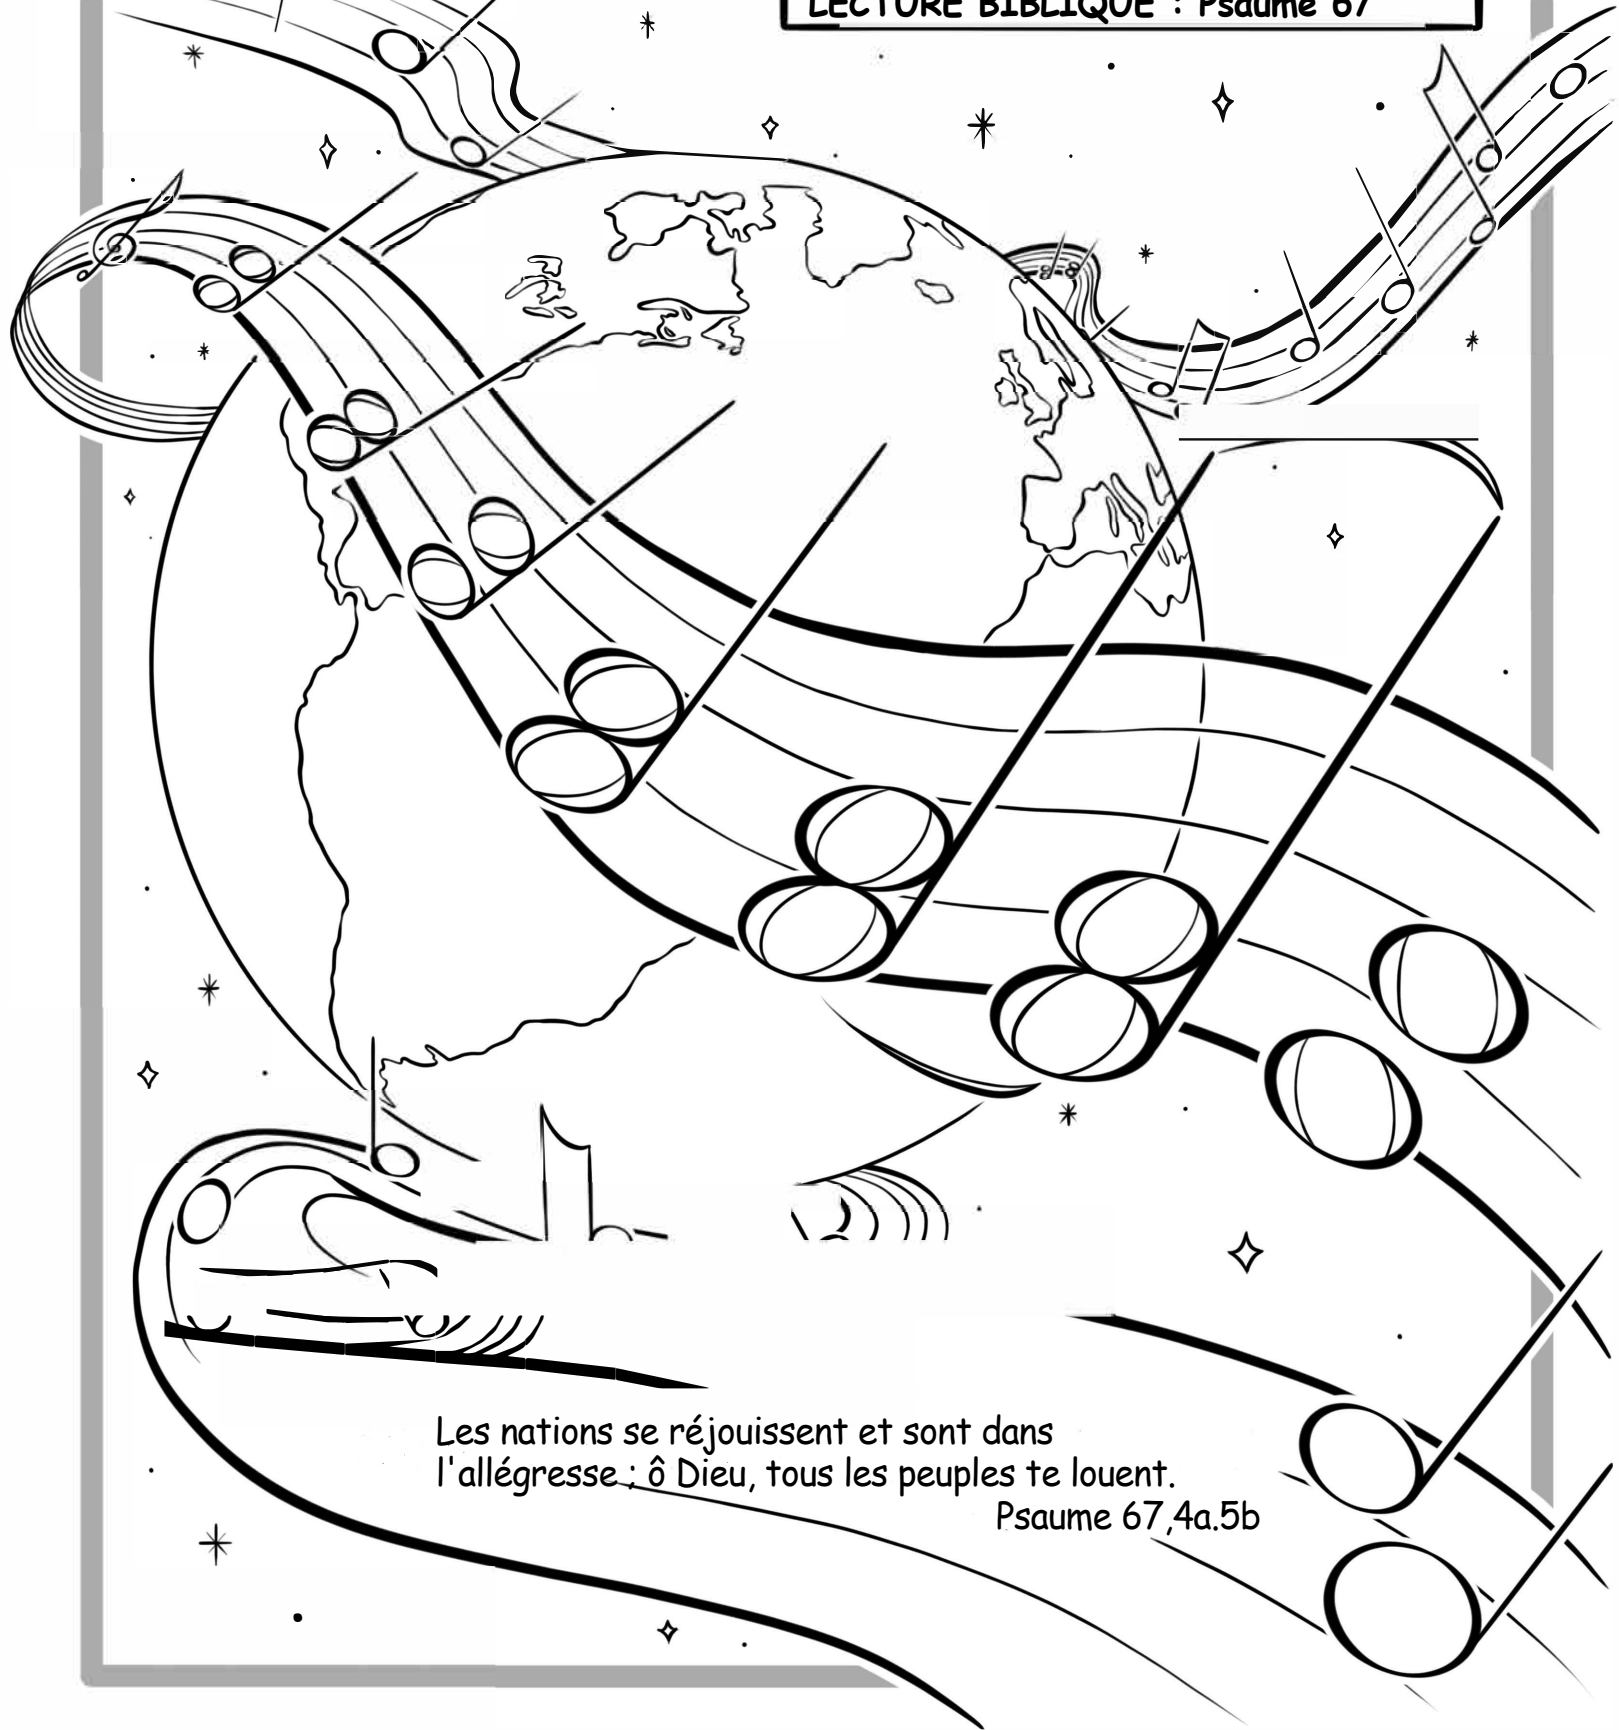 LECTURE BIBLIQUE : Psaume 67
Les nations se réjouissent et sont dans
l'allégresse ; ô Dieu, tous les peuples te louent.
Psaume 67,4a.5b